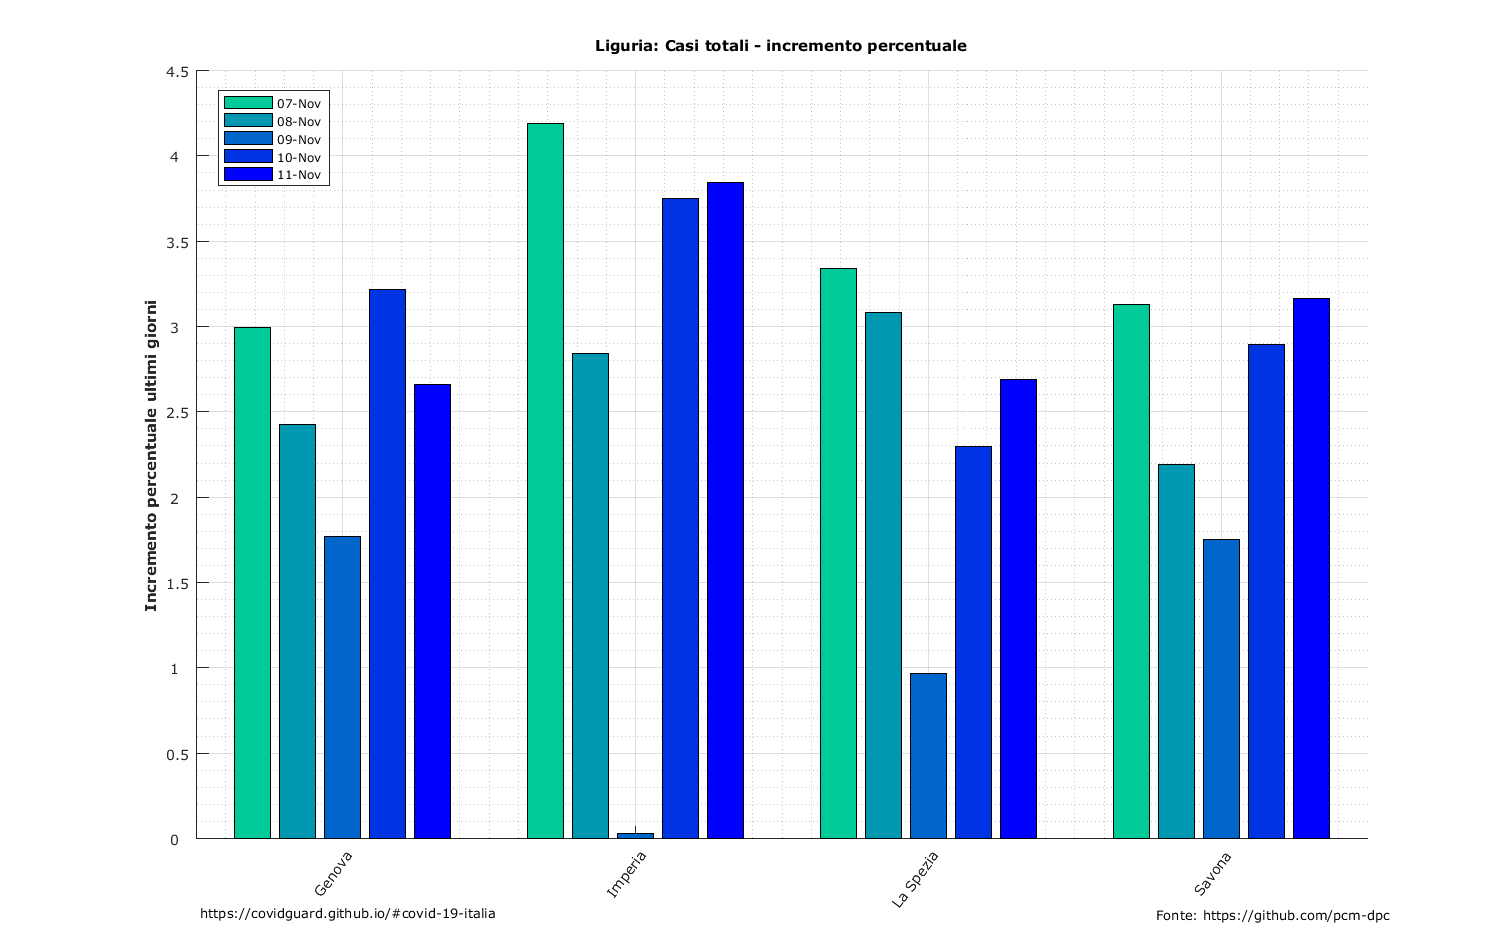 Liguria: Casi totali - incremento percentuale
Incremento percentuale ultimi giorni
4.5
4
3.5
3
2.5
2
1.5
1
0.5
0
07-Nov
08-Nov
09-Nov
10-Nov
11-Nov
Genova
Imperia
La Spezia
Savona
https://covidguard.github.io/#covid-19-italia
Fonte: https://github.com/pcm-dpc